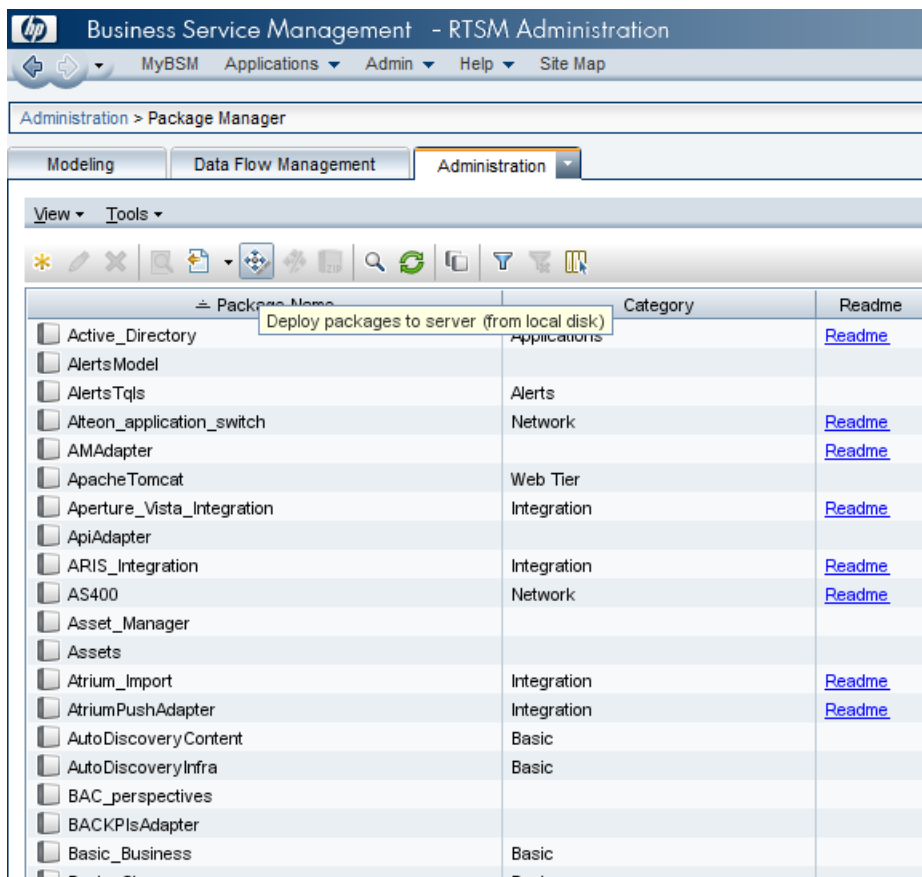 hp Business Service Management - RTSM Administration
MyBSM Applications Admin Help Site Map
Administration > Package Manager
Modeling Data Flow Management Administration
View Tools
ZIP
Package Name Category Readme
Deploy packages to server (from local disk)
Active_Directory Applications Readme
AlertsModel
AlertsTqls Alerts
Alteon_application_switch Network Readme
AMAdapter Readme
ApacheTomcat Web Tier
Aperture_Vista_Integration Integration Readme
ApiAdapter
ARIS_Integration Integration Readme
AS400 Network Readme
Asset_Manager
Assets
Atrium_Import Integration Readme
AtriumPushAdapter Integration Readme
AutoDiscoveryContent Basic
AutoDiscoveryInfra Basic
BAC_perspectives
BACKPIsAdapter
Basic_Business Basic